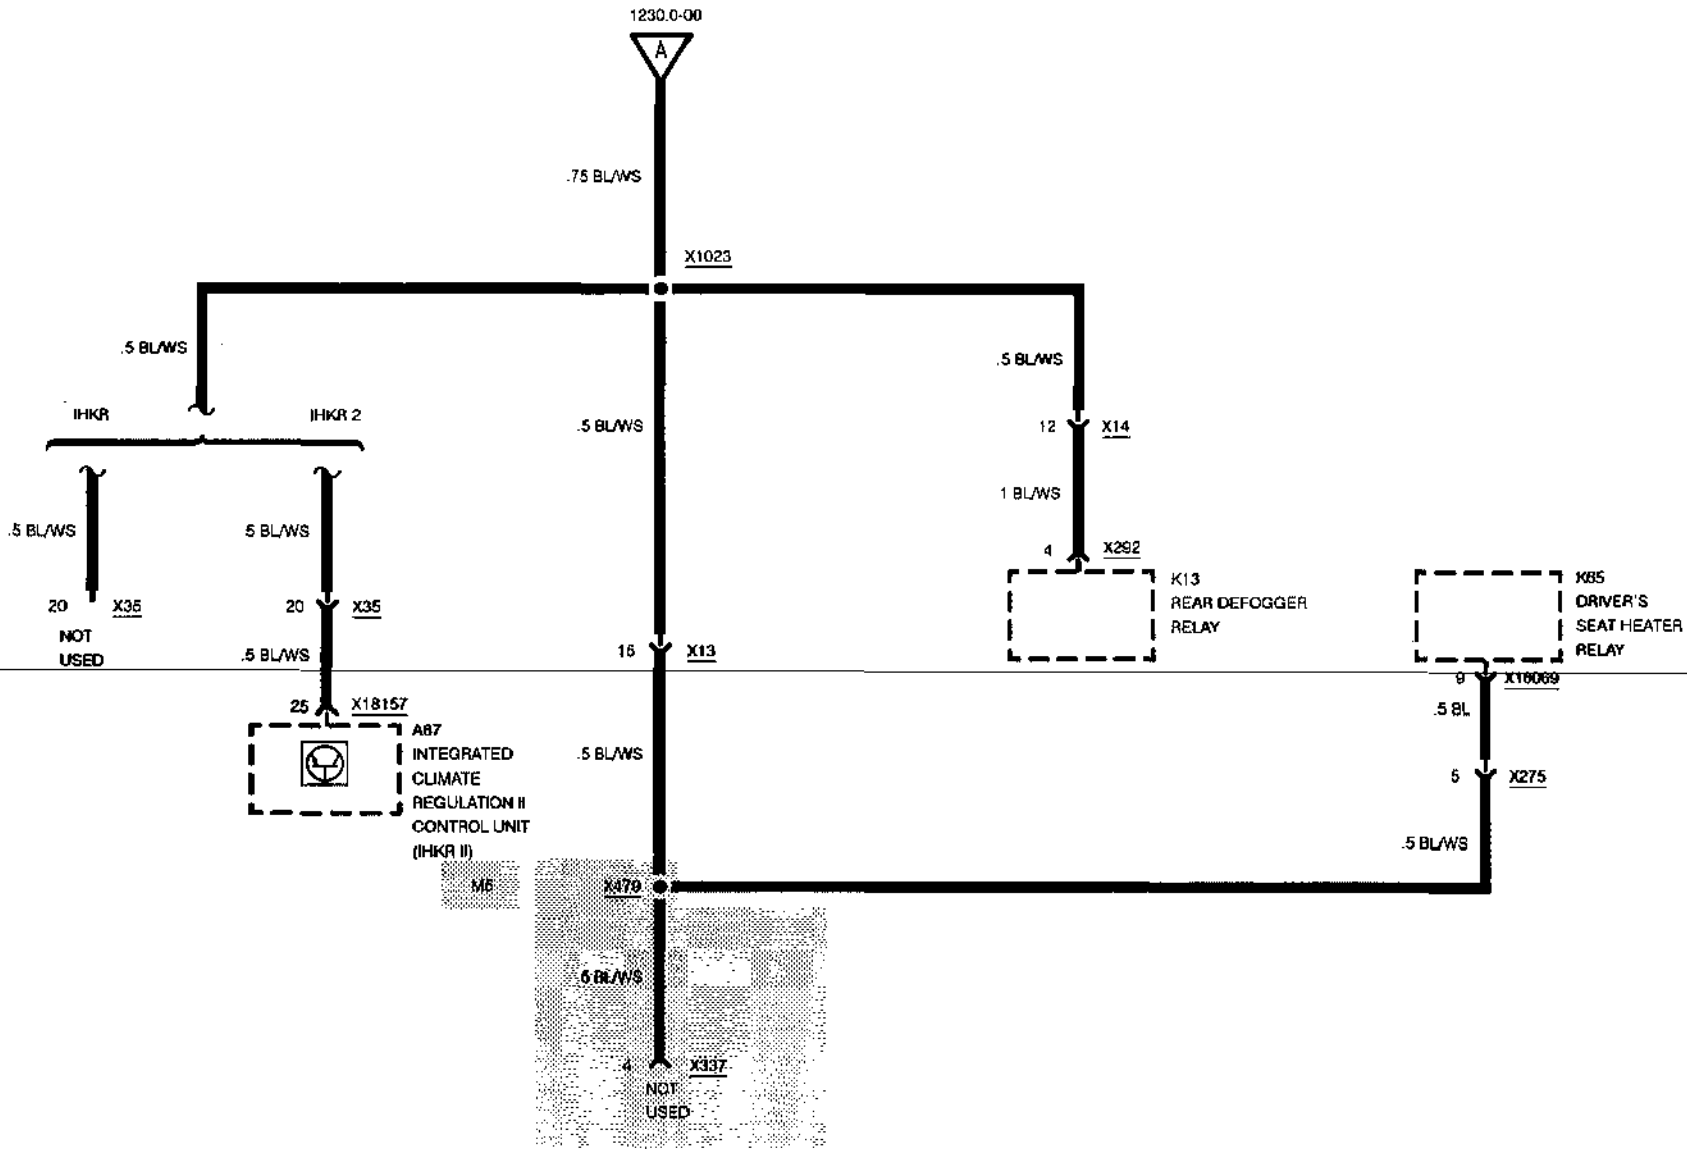 1230.0-00
A
.75 BL/WS
X1023
.5 BL/WS
.5 BL/WS
IHKR
IHKR 2
.5 BL/WS
12
X14
1 BL/WS
.5 BL/WS
5 BL/WS
4
X292
K13
REAR DEFOGGER
RELAY
K65
DRIVER'S
SEAT HEATER
RELAY
20
X35
NOT
USED
20
X35
.5 BL/WS
X13
9
.5 BL
25
X18157
A87
INTEGRATED
CLIMATE
REGULATION II
CONTROL UNIT
(IHKR II)
.5 BL/WS
5
X275
.5 BL/WS
X479
BL/WS
4
X337
NOT
USED